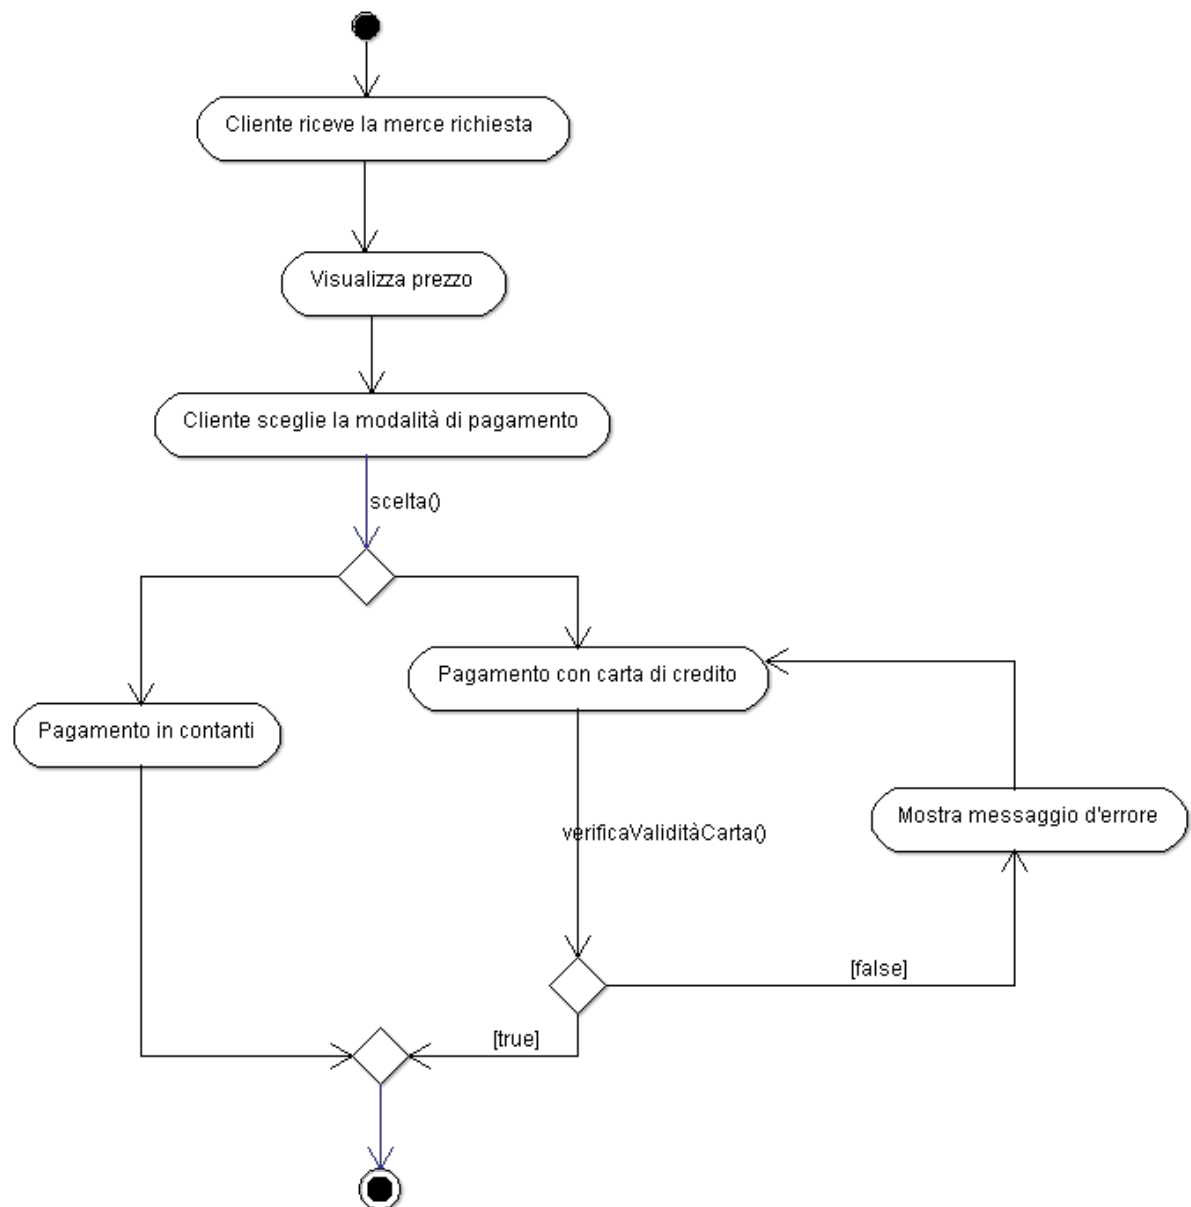 Cliente riceve la merce richiesta
Visualizza prezzo
Cliente sceglie la modalità di pagamento
scelta()
Pagamento con carta di credito
Pagamento in contanti
Mostra messaggio d'errore
verificaValiditàCarta()
[false]
[true]